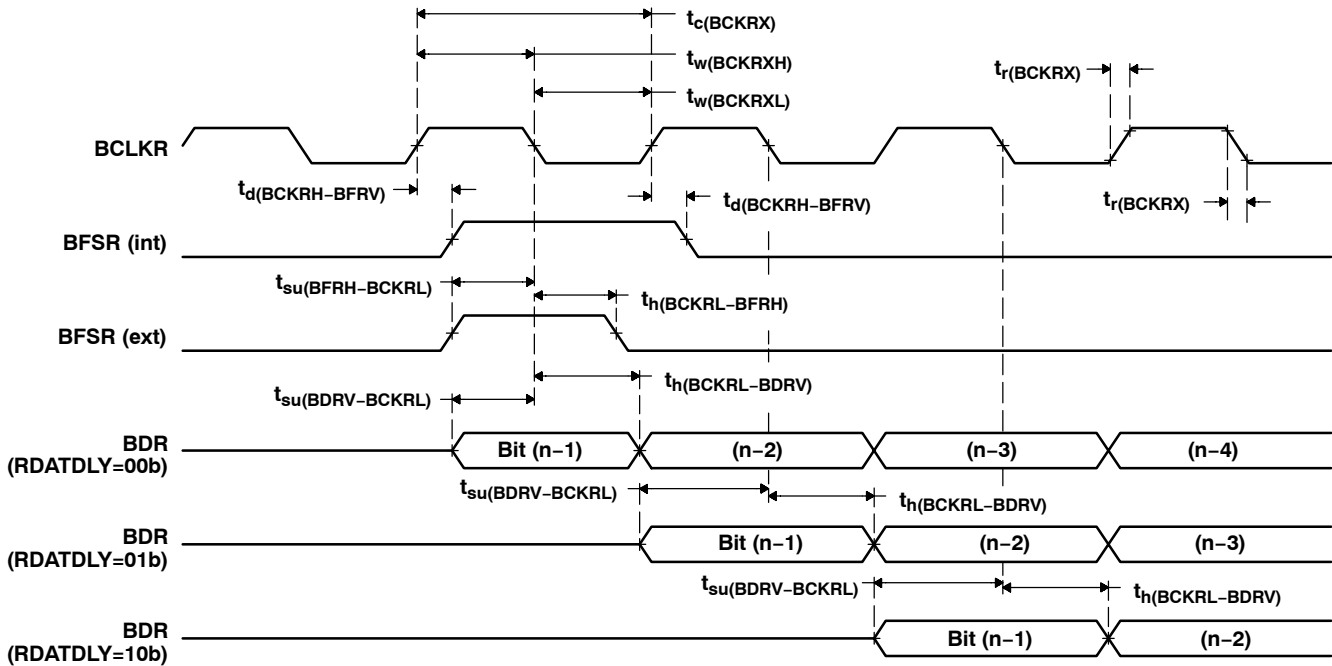 tc(BCKRX)
tw(BCKRXH)
tr(BCKRX)
tw(BCKRXL)
BCLKR
td(BCKRH−BFRV)
td(BCKRH−BFRV)
tr(BCKRX)
BFSR (int)
tsu(BFRH−BCKRL)
th(BCKRL−BFRH)
BFSR (ext)
th(BCKRL−BDRV)
tsu(BDRV−BCKRL)
BDR
(RDATDLY=00b)
Bit (n−1)
(n−2)
(n−3)
(n−4)
tsu(BDRV−BCKRL)
th(BCKRL−BDRV)
BDR
(RDATDLY=01b)
Bit (n−1)
(n−2)
(n−3)
tsu(BDRV−BCKRL)
th(BCKRL−BDRV)
BDR
(RDATDLY=10b)
Bit (n−1)
(n−2)